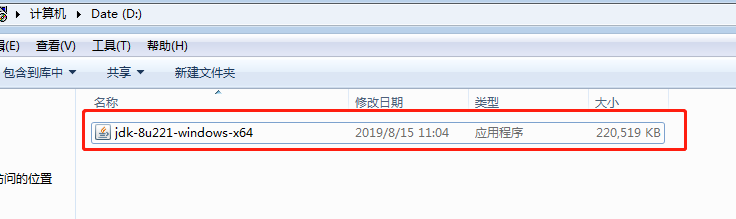 计算机 Date (D:)
(E) 查看(V) 工具(T) 帮助(H)
包含到库中 共享 新建文件夹
名称 修改日期 类型 大小
jdk-8u221-windows-x64 2019/8/15 11:04 应用程序 220,519 KB
访问的位置